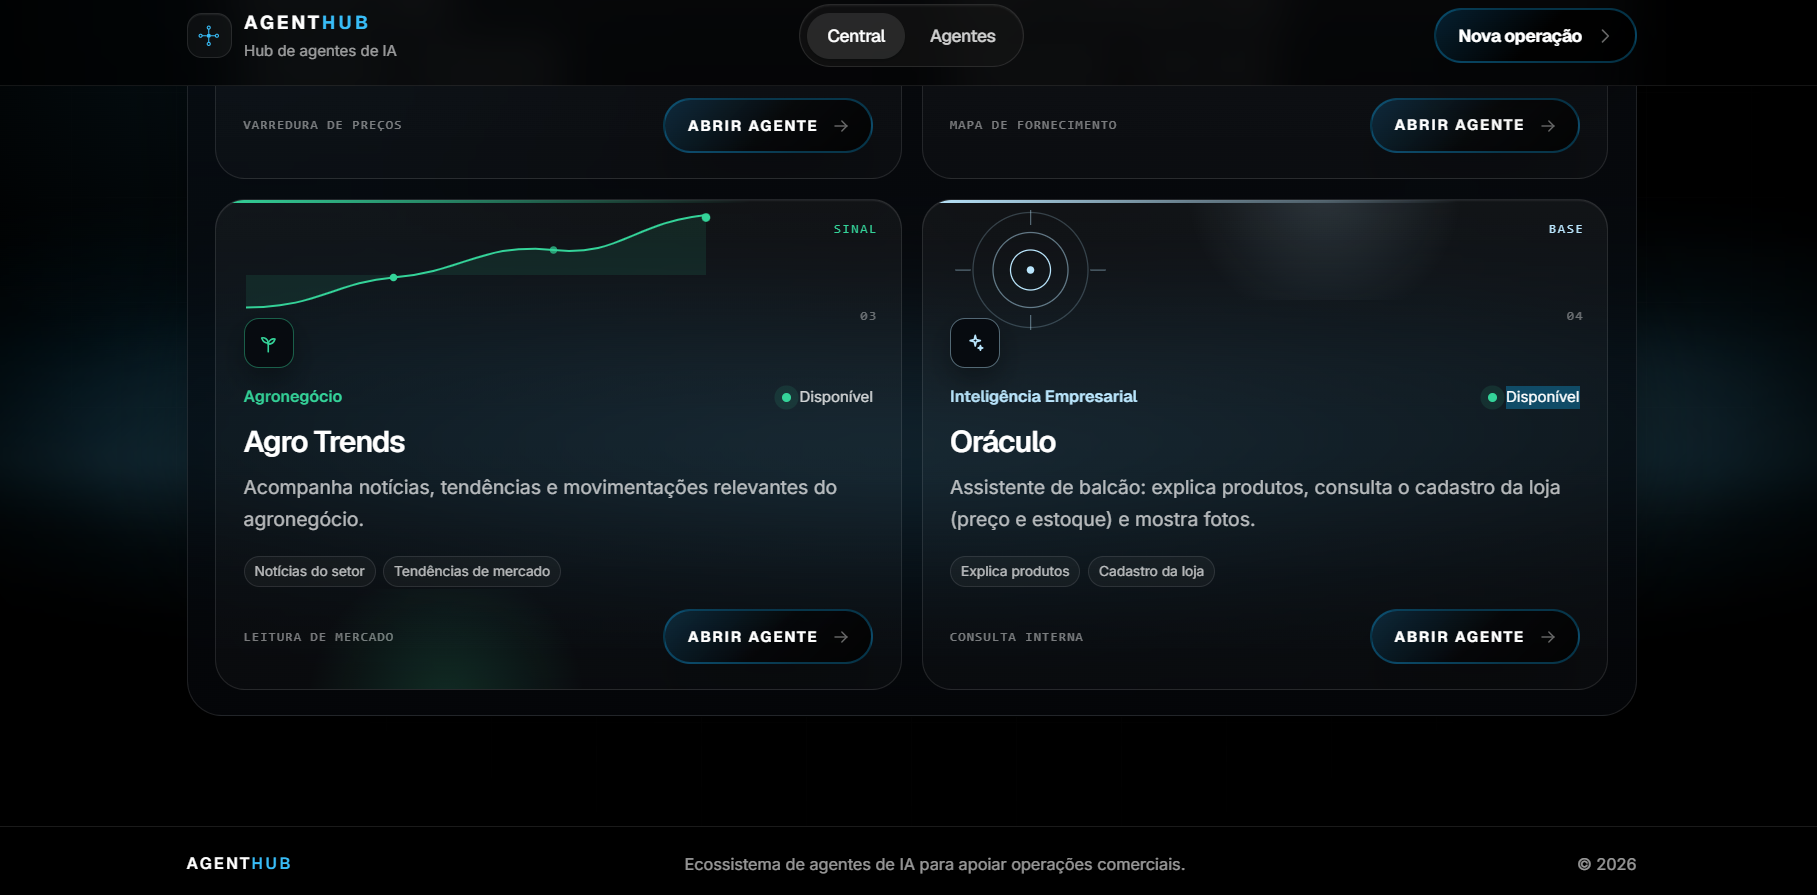 AGENTHUB
Hub de agentes de IA
Central
Agentes
Nova operação
VARREDURA DE PREÇOS
ABRIR AGENTE
MAPA DE FORNECIMENTO
ABRIR AGENTE
SINAL
03
Agronegócio
Disponível
Agro Trends
Acompanha notícias, tendências e movimentações relevantes do
agronegócio.
Notícias do setor
Tendências de mercado
LEITURA DE MERCADO
ABRIR AGENTE
BASE
04
Inteligência Empresarial
Disponível
Oráculo
Assistente de balcão: explica produtos, consulta o cadastro da loja
(preço e estoque) e mostra fotos.
Explica produtos
Cadastro da loja
CONSULTA INTERNA
ABRIR AGENTE
AGENTHUB
Ecossistema de agentes de IA para apoiar operações comerciais.
© 2026